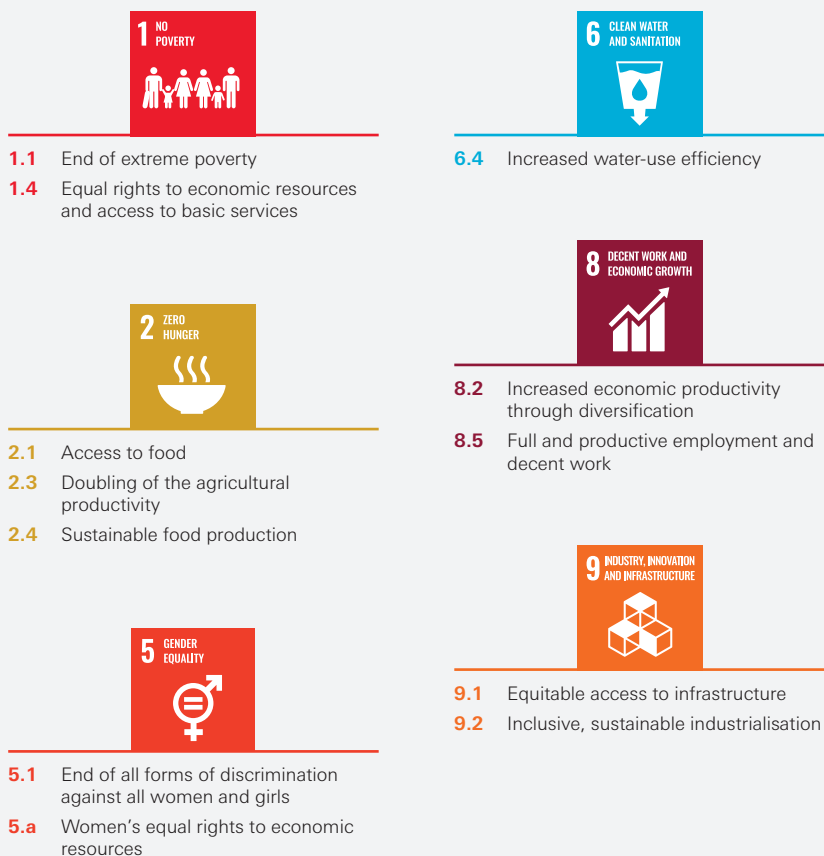 1 NO
POVERTY
1.1 End of extreme poverty
1.4 Equal rights to economic resources
and access to basic services
2 ZERO
HUNGER
2.1 Access to food
2.3 Doubling of the agricultural
productivity
2.4 Sustainable food production
5 GENDER
EQUALITY
5.1 End of all forms of discrimination
against all women and girls
5.a Women’s equal rights to economic
resources
6 CLEAN WATER
AND SANITATION
6.4 Increased water-use efficiency
8 DECENT WORK AND
ECONOMIC GROWTH
8.2 Increased economic productivity
through diversification
8.5 Full and productive employment and
decent work
9 INDUSTRY, INNOVATION
AND INFRASTRUCTURE
9.1 Equitable access to infrastructure
9.2 Inclusive, sustainable industrialisation